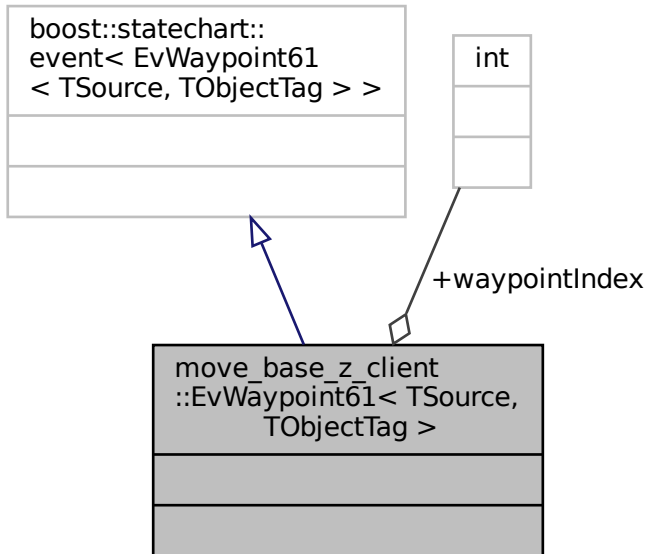 boost::statechart::
event< EvWaypoint61
< TSource, TObjectTag > >
int
+waypointIndex
move_base_z_client
::EvWaypoint61< TSource,
TObjectTag >